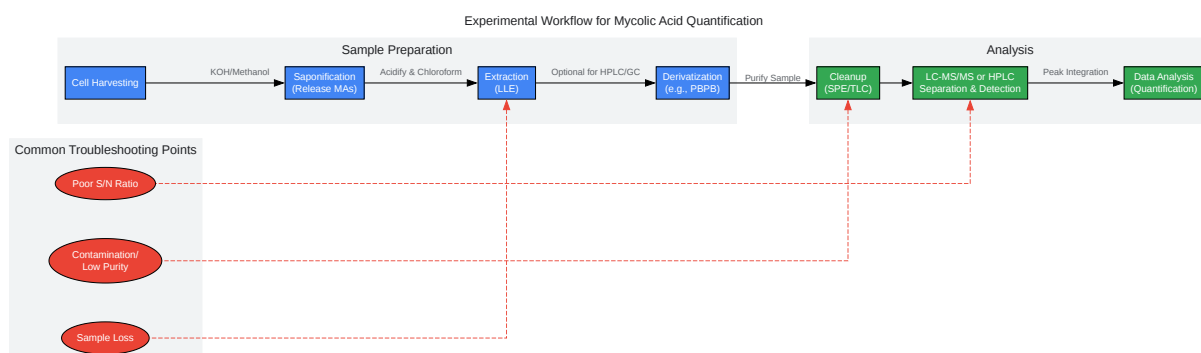 Experimental Workflow for Mycolic Acid Quantification
Sample Preparation
Cell Harvesting
KOH/Methanol
Saponification
(Release MAs)
Acidify & Chloroform
Extraction
(LLE)
Optional for HPLC/GC
Derivatization
(e.g., PBPB)
Purify Sample
Analysis
Cleanup
(SPE/TLC)
LC-MS/MS or HPLC
Separation & Detection
Peak Integration
Data Analysis
(Quantification)
Common Troubleshooting Points
Poor S/N Ratio
Contamination/
Low Purity
Sample Loss